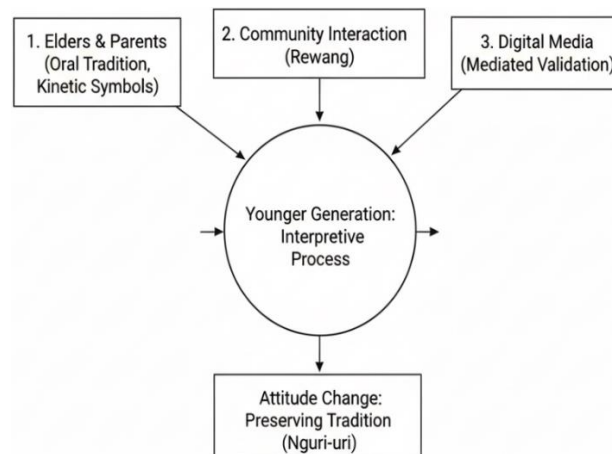 1. Elders & Parents
(Oral Tradition,
Kinetic Symbols)
2. Community Interaction
(Rewang)
3. Digital Media
(Mediated Validation)
Younger Generation:
Interpretive
Process
Attitude Change:
Preserving Tradition
(Nguri-uri)